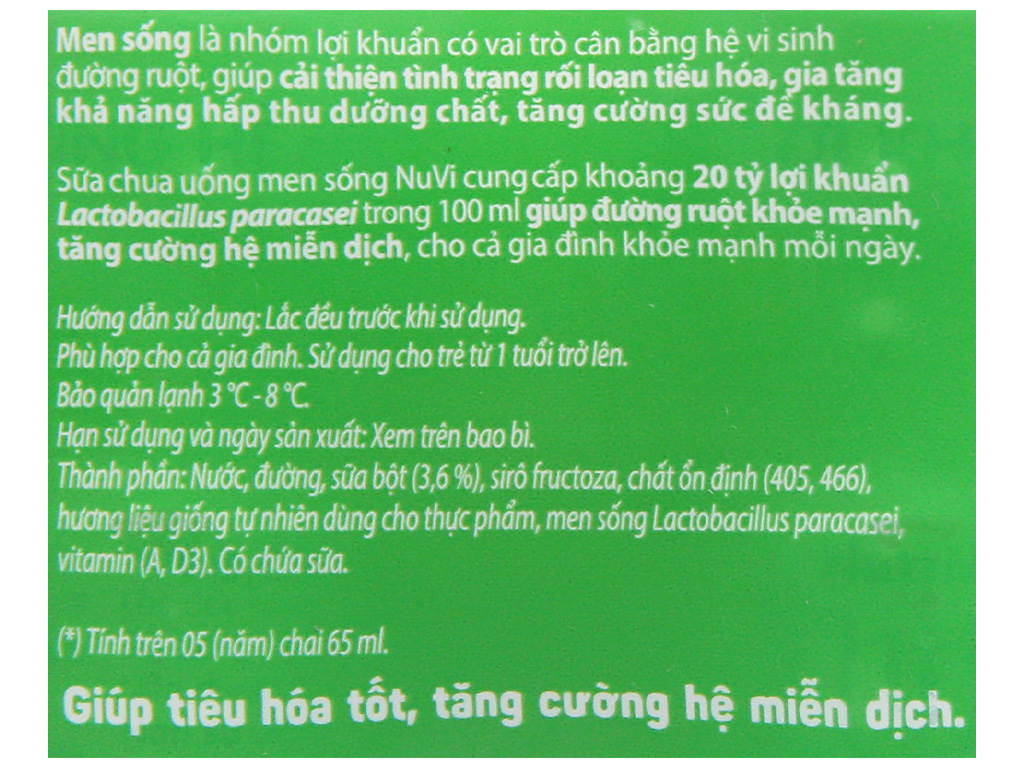 Men sống là nhóm lợi khuẩn có vai trò cân bằng hệ vi sinh
đường ruột, giúp cải thiện tình trạng rối loạn tiêu hóa, gia tăng
khả năng hấp thu dưỡng chất, tăng cường sức đề kháng.
Sữa chua uống men sống NuVi cung cấp khoảng 20 tỷ lợi khuẩn
Lactobacillus paracasei trong 100 ml giúp đường ruột khỏe mạnh,
tăng cường hệ miễn dịch, cho cả gia đình khỏe mạnh mỗi ngày.
Hướng dẫn sử dụng: Lắc đều trước khi sử dụng.
Phù hợp cho cả gia đình. Sử dụng cho trẻ từ 1 tuổi trở lên.
Bảo quản lạnh 3 °C - 8 °C.
Hạn sử dụng và ngày sản xuất: Xem trên bao bì.
Thành phần: Nước, đường, sữa bột (3,6 %), sirô fructoza, chất ổn định (405, 466),
hương liệu giống tự nhiên dùng cho thực phẩm, men sống Lactobacillus paracasei,
vitamin (A, D3). Có chứa sữa.
(*) Tính trên 05 (năm) chai 65 ml.
Giúp tiêu hóa tốt, tăng cường hệ miễn dịch.